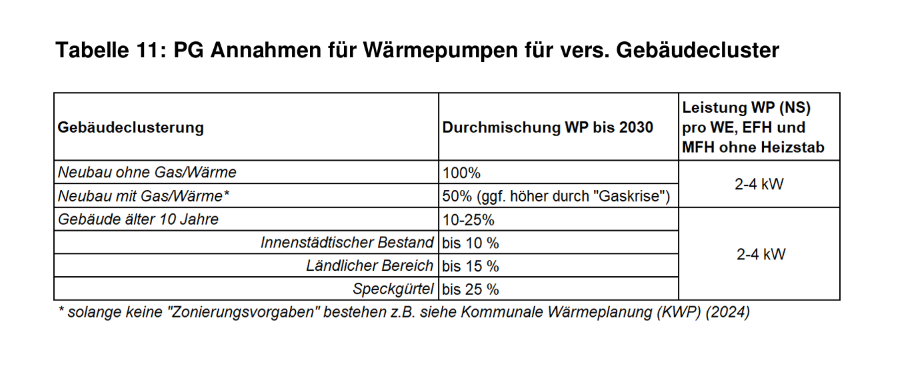 Tabelle 11: PG Annahmen für Wärmepumpen für vers. Gebäudecluster
Gebäudeclusterung
Durchmischung WP bis 2030
Leistung WP (NS)
pro WE, EFH und
MFH ohne Heizstab
Neubau ohne Gas/Wärme
100%
2-4 kW
Neubau mit Gas/Wärme*
50% (ggf. höher durch "Gaskrise")
Gebäude älter 10 Jahre
10-25%
2-4 kW
Innenstädtischer Bestand
bis 10 %
Ländlicher Bereich
bis 15 %
Speckgürtel
bis 25 %
* solange keine "Zonierungsvorgaben" bestehen z.B. siehe Kommunale Wärmeplanung (KWP) (2024)